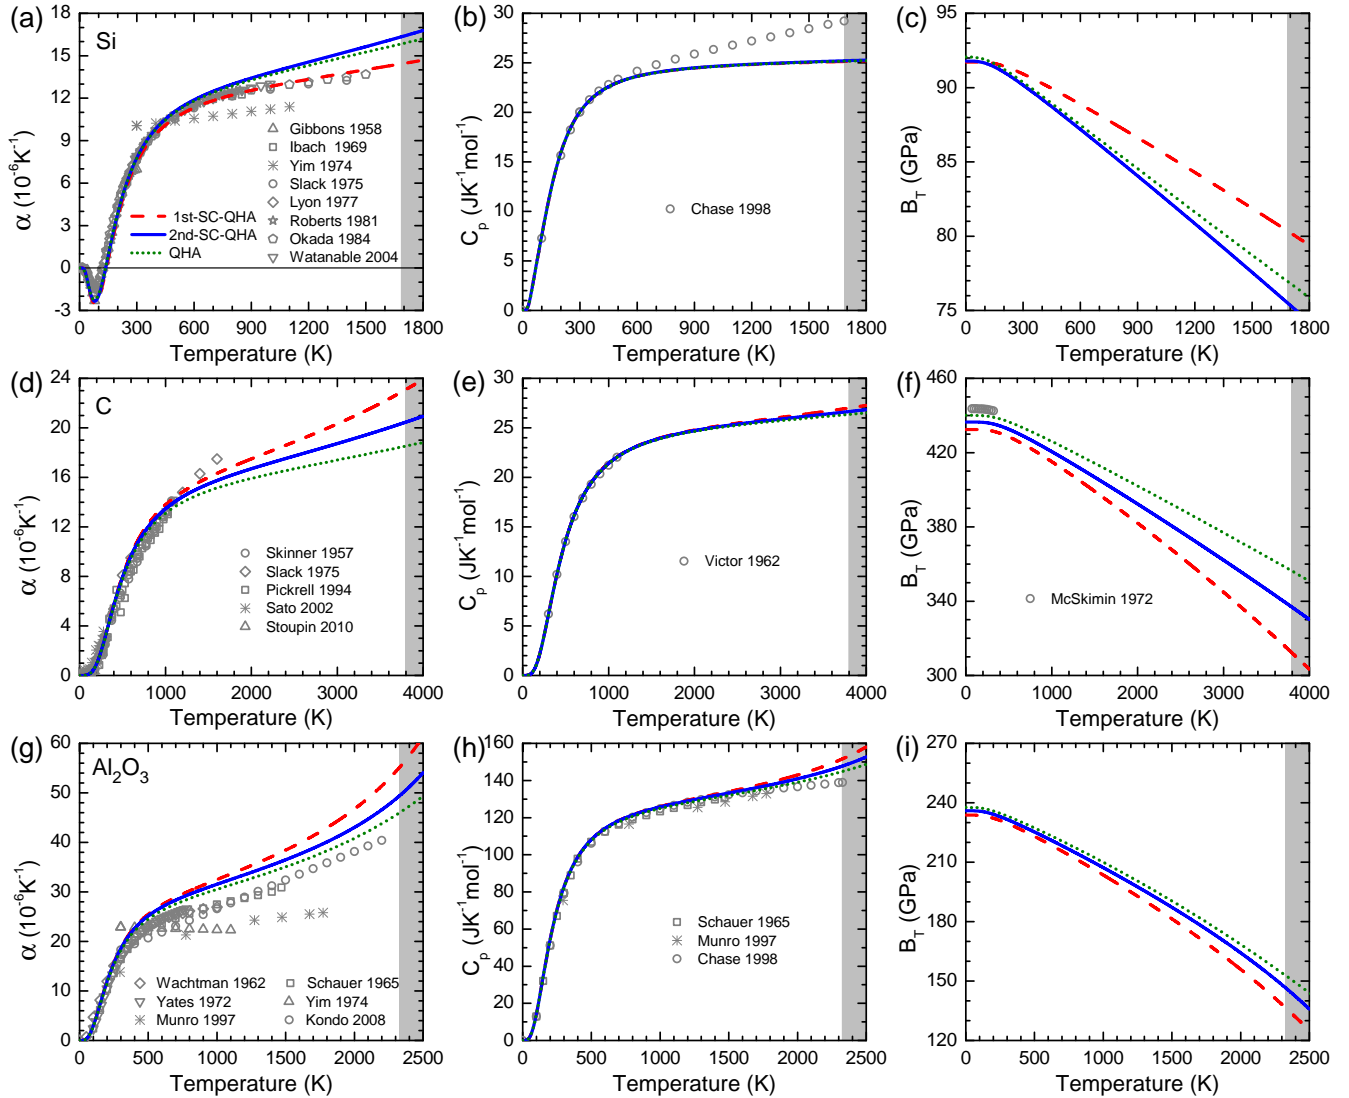 (a)
Si
18
15
12
9
6
3
0
-3
α (10⁻⁶K⁻¹)
Gibbons 1958
Ibach 1969
Yim 1974
Slack 1975
Lyon 1977
Roberts 1981
Okada 1984
Watanable 2004
1st-SC-QHA
2nd-SC-QHA
QHA
0 300 600 900 1200 1500 1800
Temperature (K)
(b)
30
25
20
15
10
5
0
C_p (JK⁻¹mol⁻¹)
Chase 1998
0 300 600 900 1200 1500 1800
Temperature (K)
(c)
95
90
85
80
75
B_T (GPa)
0 300 600 900 1200 1500 1800
Temperature (K)
(d)
C
24
20
16
12
8
4
0
α (10⁻⁶K⁻¹)
Skinner 1957
Slack 1975
Pickrell 1994
Sato 2002
Stoupin 2010
0 1000 2000 3000 4000
Temperature (K)
(e)
30
25
20
15
10
5
0
C_p (JK⁻¹mol⁻¹)
Victor 1962
0 1000 2000 3000 4000
Temperature (K)
(f)
460
420
380
340
300
B_T (GPa)
McSkimin 1972
0 1000 2000 3000 4000
Temperature (K)
(g)
Al₂O₃
60
50
40
30
20
10
0
α (10⁻⁶K⁻¹)
Wachtman 1962
Yates 1972
Munro 1997
Schauer 1965
Yim 1974
Kondo 2008
0 500 1000 1500 2000 2500
Temperature (K)
(h)
160
140
120
100
80
60
40
20
0
C_p (JK⁻¹mol⁻¹)
Schauer 1965
Munro 1997
Chase 1998
0 500 1000 1500 2000 2500
Temperature (K)
(i)
270
240
210
180
150
120
B_T (GPa)
0 500 1000 1500 2000 2500
Temperature (K)